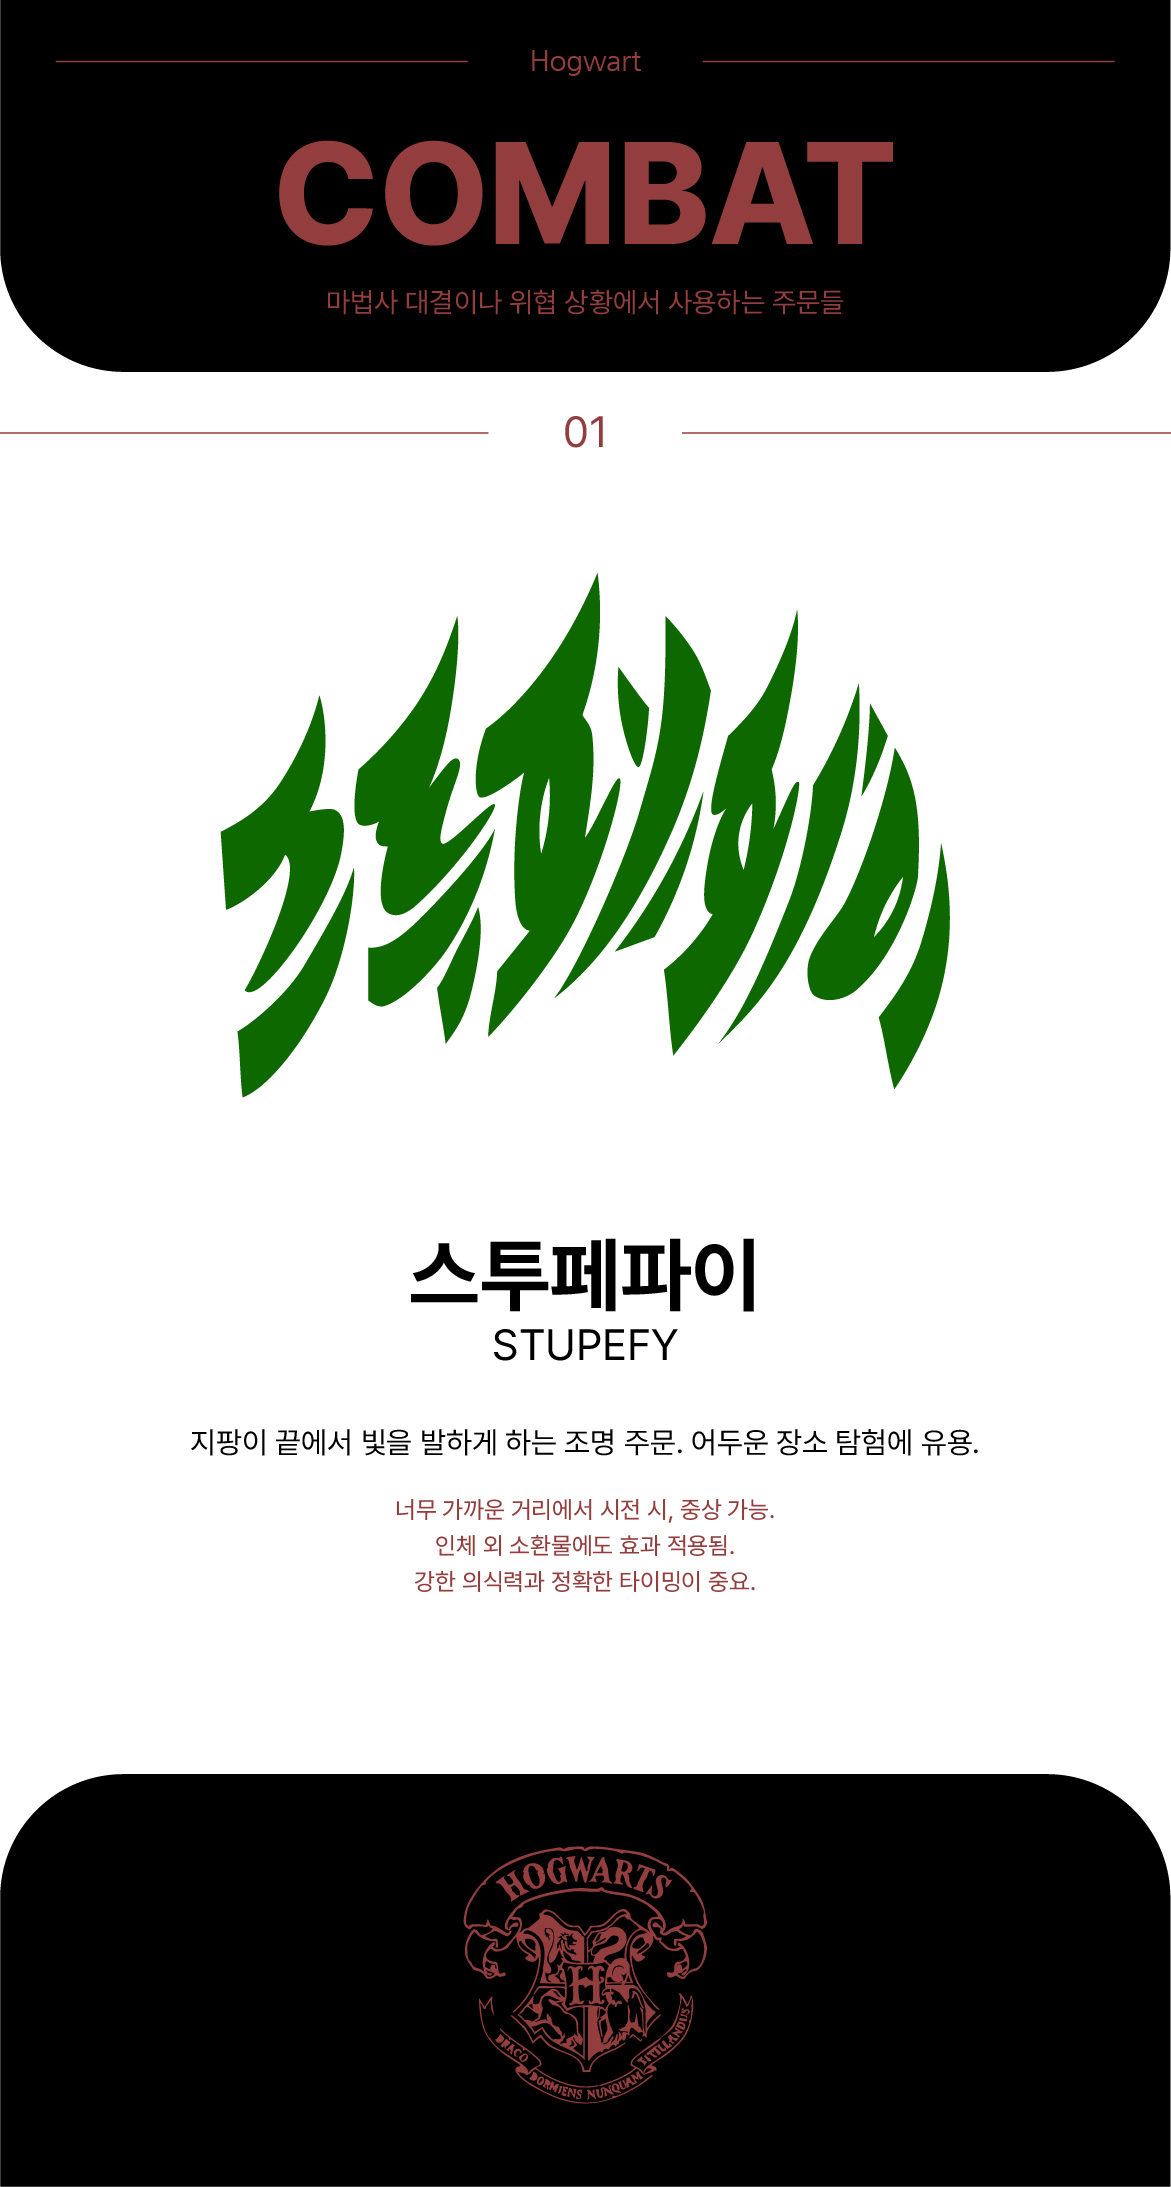 Hogwart
COMBAT
마법사 대결이나 위협 상황에서 사용하는 주문들
01
스투페파이
스투페파이
STUPEFY
지팡이 끝에서 빛을 발하게 하는 조명 주문. 어두운 장소 탐험에 유용.
너무 가까운 거리에서 시전 시, 중상 가능.
인체 외 소환물에도 효과 적용됨.
강한 의식력과 정확한 타이밍이 중요.
HOGWARTS
H
DRACO DORMIENS NUNQUAM TITILLANDUS